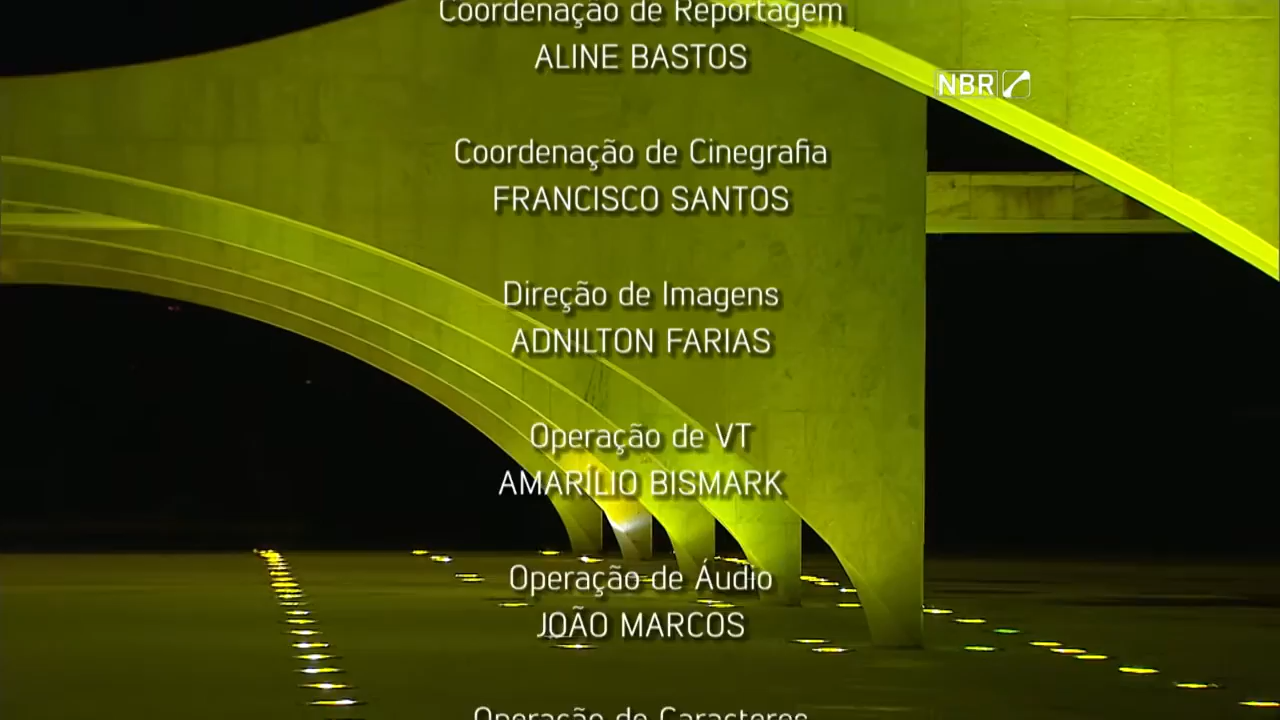 Coordenação de Reportagem
ALINE BASTOS
NBR
Coordenação de Cinegrafia
FRANCISCO SANTOS
Direção de Imagens
ADNILTON FARIAS
Operação de VT
AMARÍLIO BISMARK
Operação de Áudio
JOÃO MARCOS
Operação de Caracteres